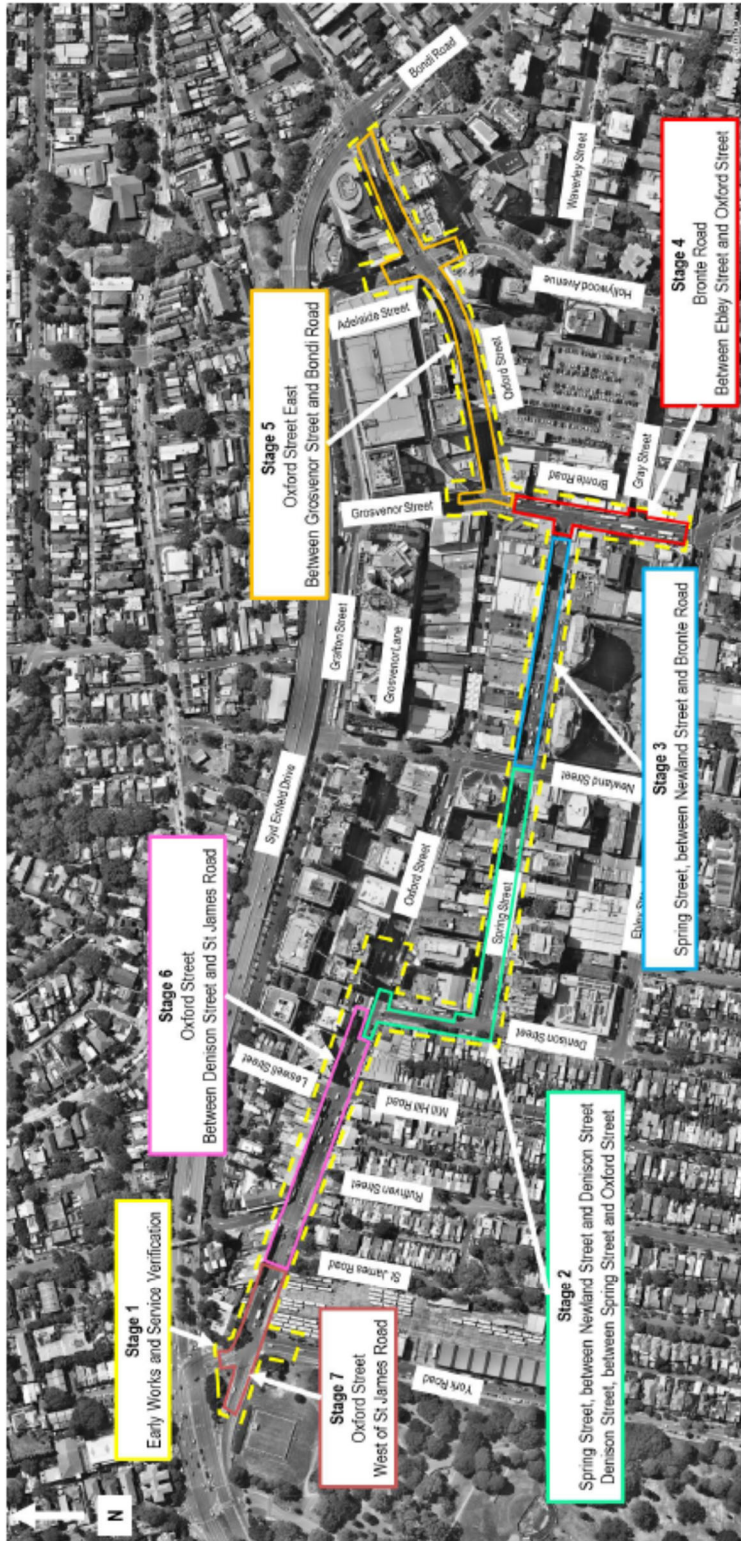 N
Stage 1
Early Works and Service Verification
Stage 6
Oxford Street
Between Denison Street and St James Road
Stage 5
Oxford Street East
Between Grosvenor Street and Bondi Road
Bondi Road
Syd Einfeld Drive
Grafton Street
Grosvenor Lane
Grosvenor Street
Adelaide Street
Leswell Street
Oxford Street
Oxford Street
Waverley Street
Hollywood Avenue
Mill Hill Road
Ruthven Street
St James Road
York Road
Spring Street
Bronte Road
Gray Street
Newland Street
Denison Street
Ebley
Stage 7
Oxford Street
West of St James Road
Stage 2
Spring Street, between Newland Street and Denison Street
Denison Street, between Spring Street and Oxford Street
Stage 3
Spring Street, between Newland Street and Bronte Road
Stage 4
Bronte Road
Between Ebley Street and Oxford Street